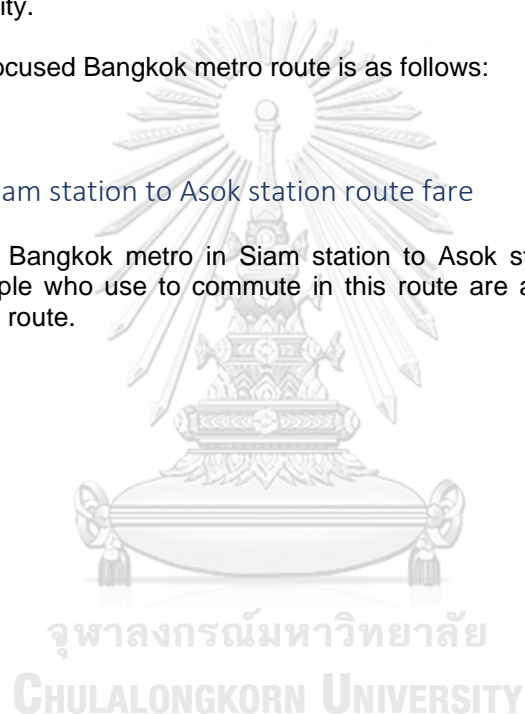 ity.
ocused Bangkok metro route is as follows:
am station to Asok station route fare
Bangkok metro in Siam station to Asok st
ple who use to commute in this route are a
route.
จุฬาลงกรณ์มหาวิทยาลัย
CHULALONGKORN UNIVERSITY